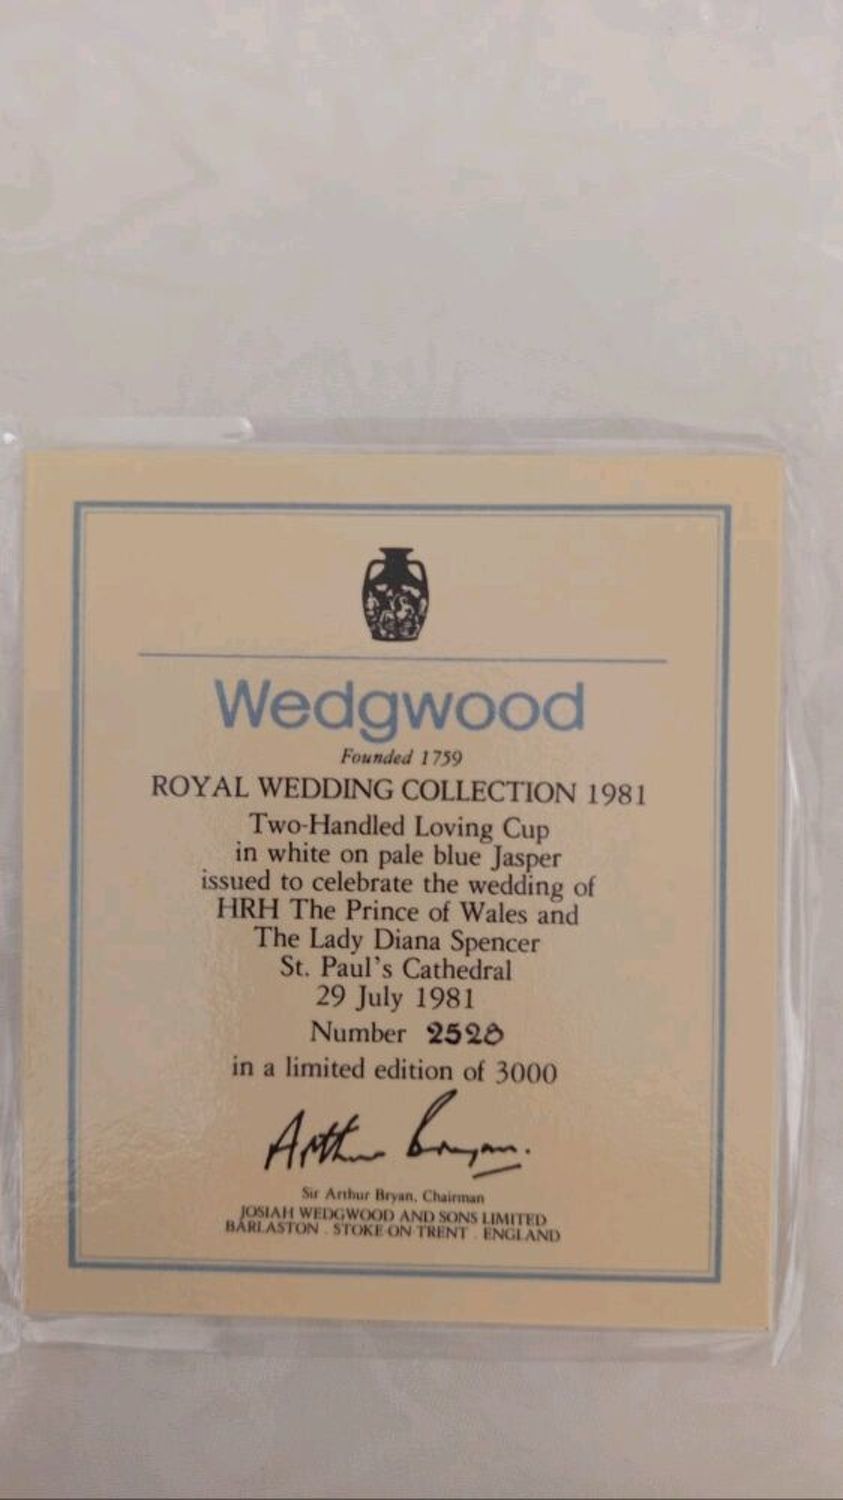 Wedgwood
Founded 1759
ROYAL WEDDING COLLECTION 1981
Two-Handled Loving Cup
in white on pale blue Jasper
issued to celebrate the wedding of
HRH The Prince of Wales and
The Lady Diana Spencer
St. Paul's Cathedral
29 July 1981
Number 2528
in a limited edition of 3000
Arthur Bryan.
Sir Arthur Bryan, Chairman
JOSIAH WEDGWOOD AND SONS LIMITED
BARLASTON . STOKE-ON-TRENT . ENGLAND